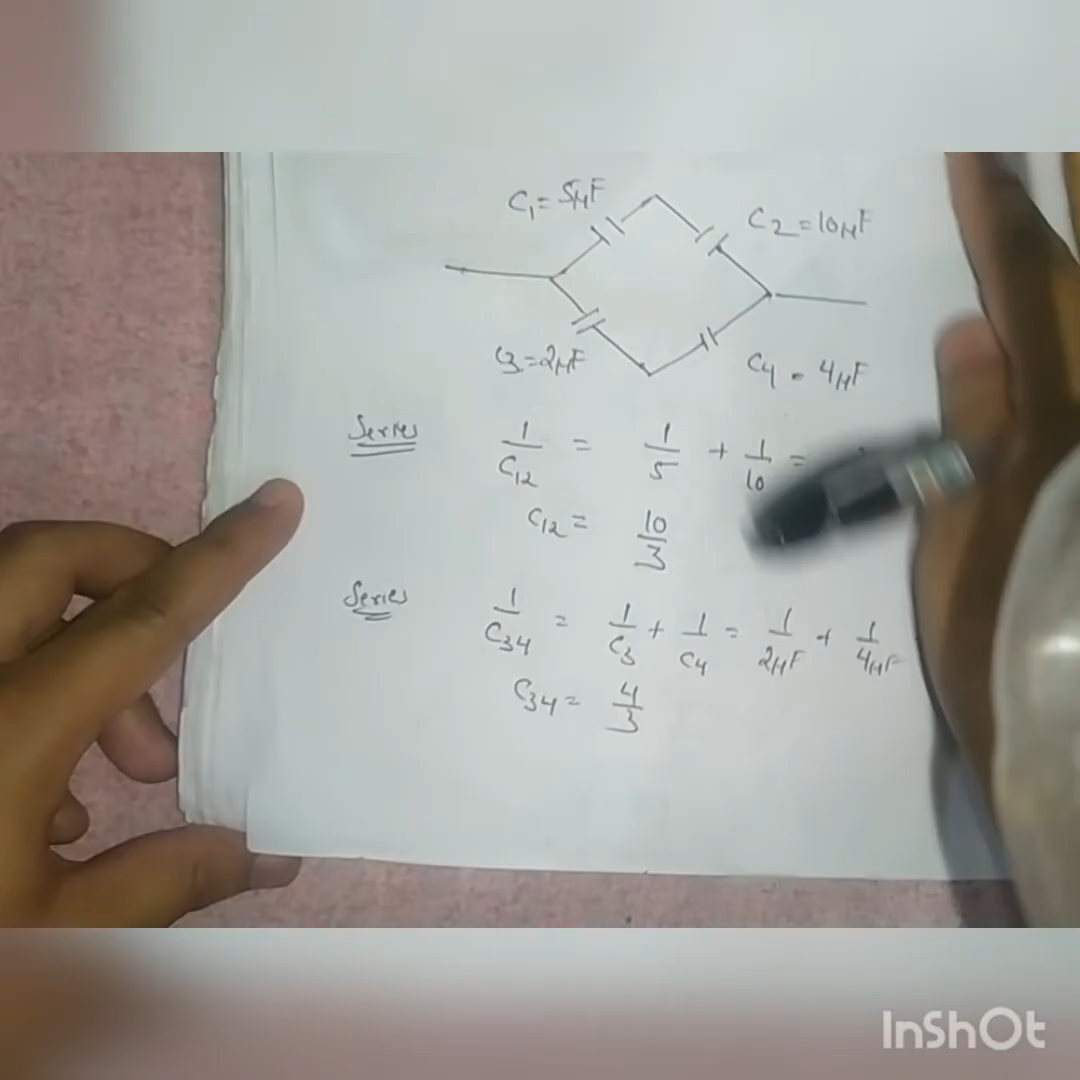 C1 = 5μF
C2 = 10μF
C3 = 2μF
C4 = 4μF
Series 1/C12 = 1/5 + 1/10 =
C12 = 10/3
Series 1/C34 = 1/C3 + 1/C4 = 1/2μF + 1/4μF
C34 = 4/3
InShOt